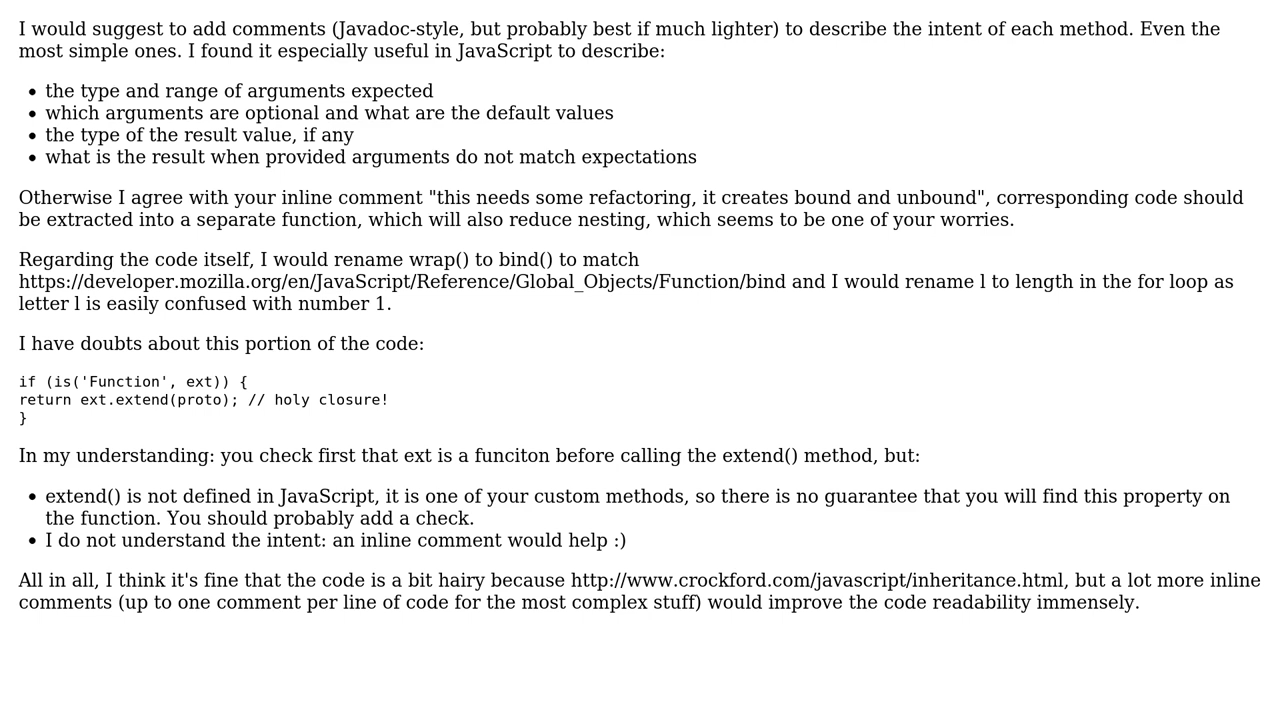 I would suggest to add comments (Javadoc-style, but probably best if much lighter) to describe the intent of each method. Even the
most simple ones. I found it especially useful in JavaScript to describe:
• the type and range of arguments expected
• which arguments are optional and what are the default values
• the type of the result value, if any
• what is the result when provided arguments do not match expectations
Otherwise I agree with your inline comment "this needs some refactoring, it creates bound and unbound", corresponding code should
be extracted into a separate function, which will also reduce nesting, which seems to be one of your worries.
Regarding the code itself, I would rename wrap() to bind() to match
https://developer.mozilla.org/en/JavaScript/Reference/Global_Objects/Function/bind and I would rename l to length in the for loop as
letter l is easily confused with number 1.
I have doubts about this portion of the code:
if (is('Function', ext)) {
return ext.extend(proto); // holy closure!
}
In my understanding: you check first that ext is a funciton before calling the extend() method, but:
• extend() is not defined in JavaScript, it is one of your custom methods, so there is no guarantee that you will find this property on
the function. You should probably add a check.
• I do not understand the intent: an inline comment would help :)
All in all, I think it's fine that the code is a bit hairy because http://www.crockford.com/javascript/inheritance.html, but a lot more inline
comments (up to one comment per line of code for the most complex stuff) would improve the code readability immensely.